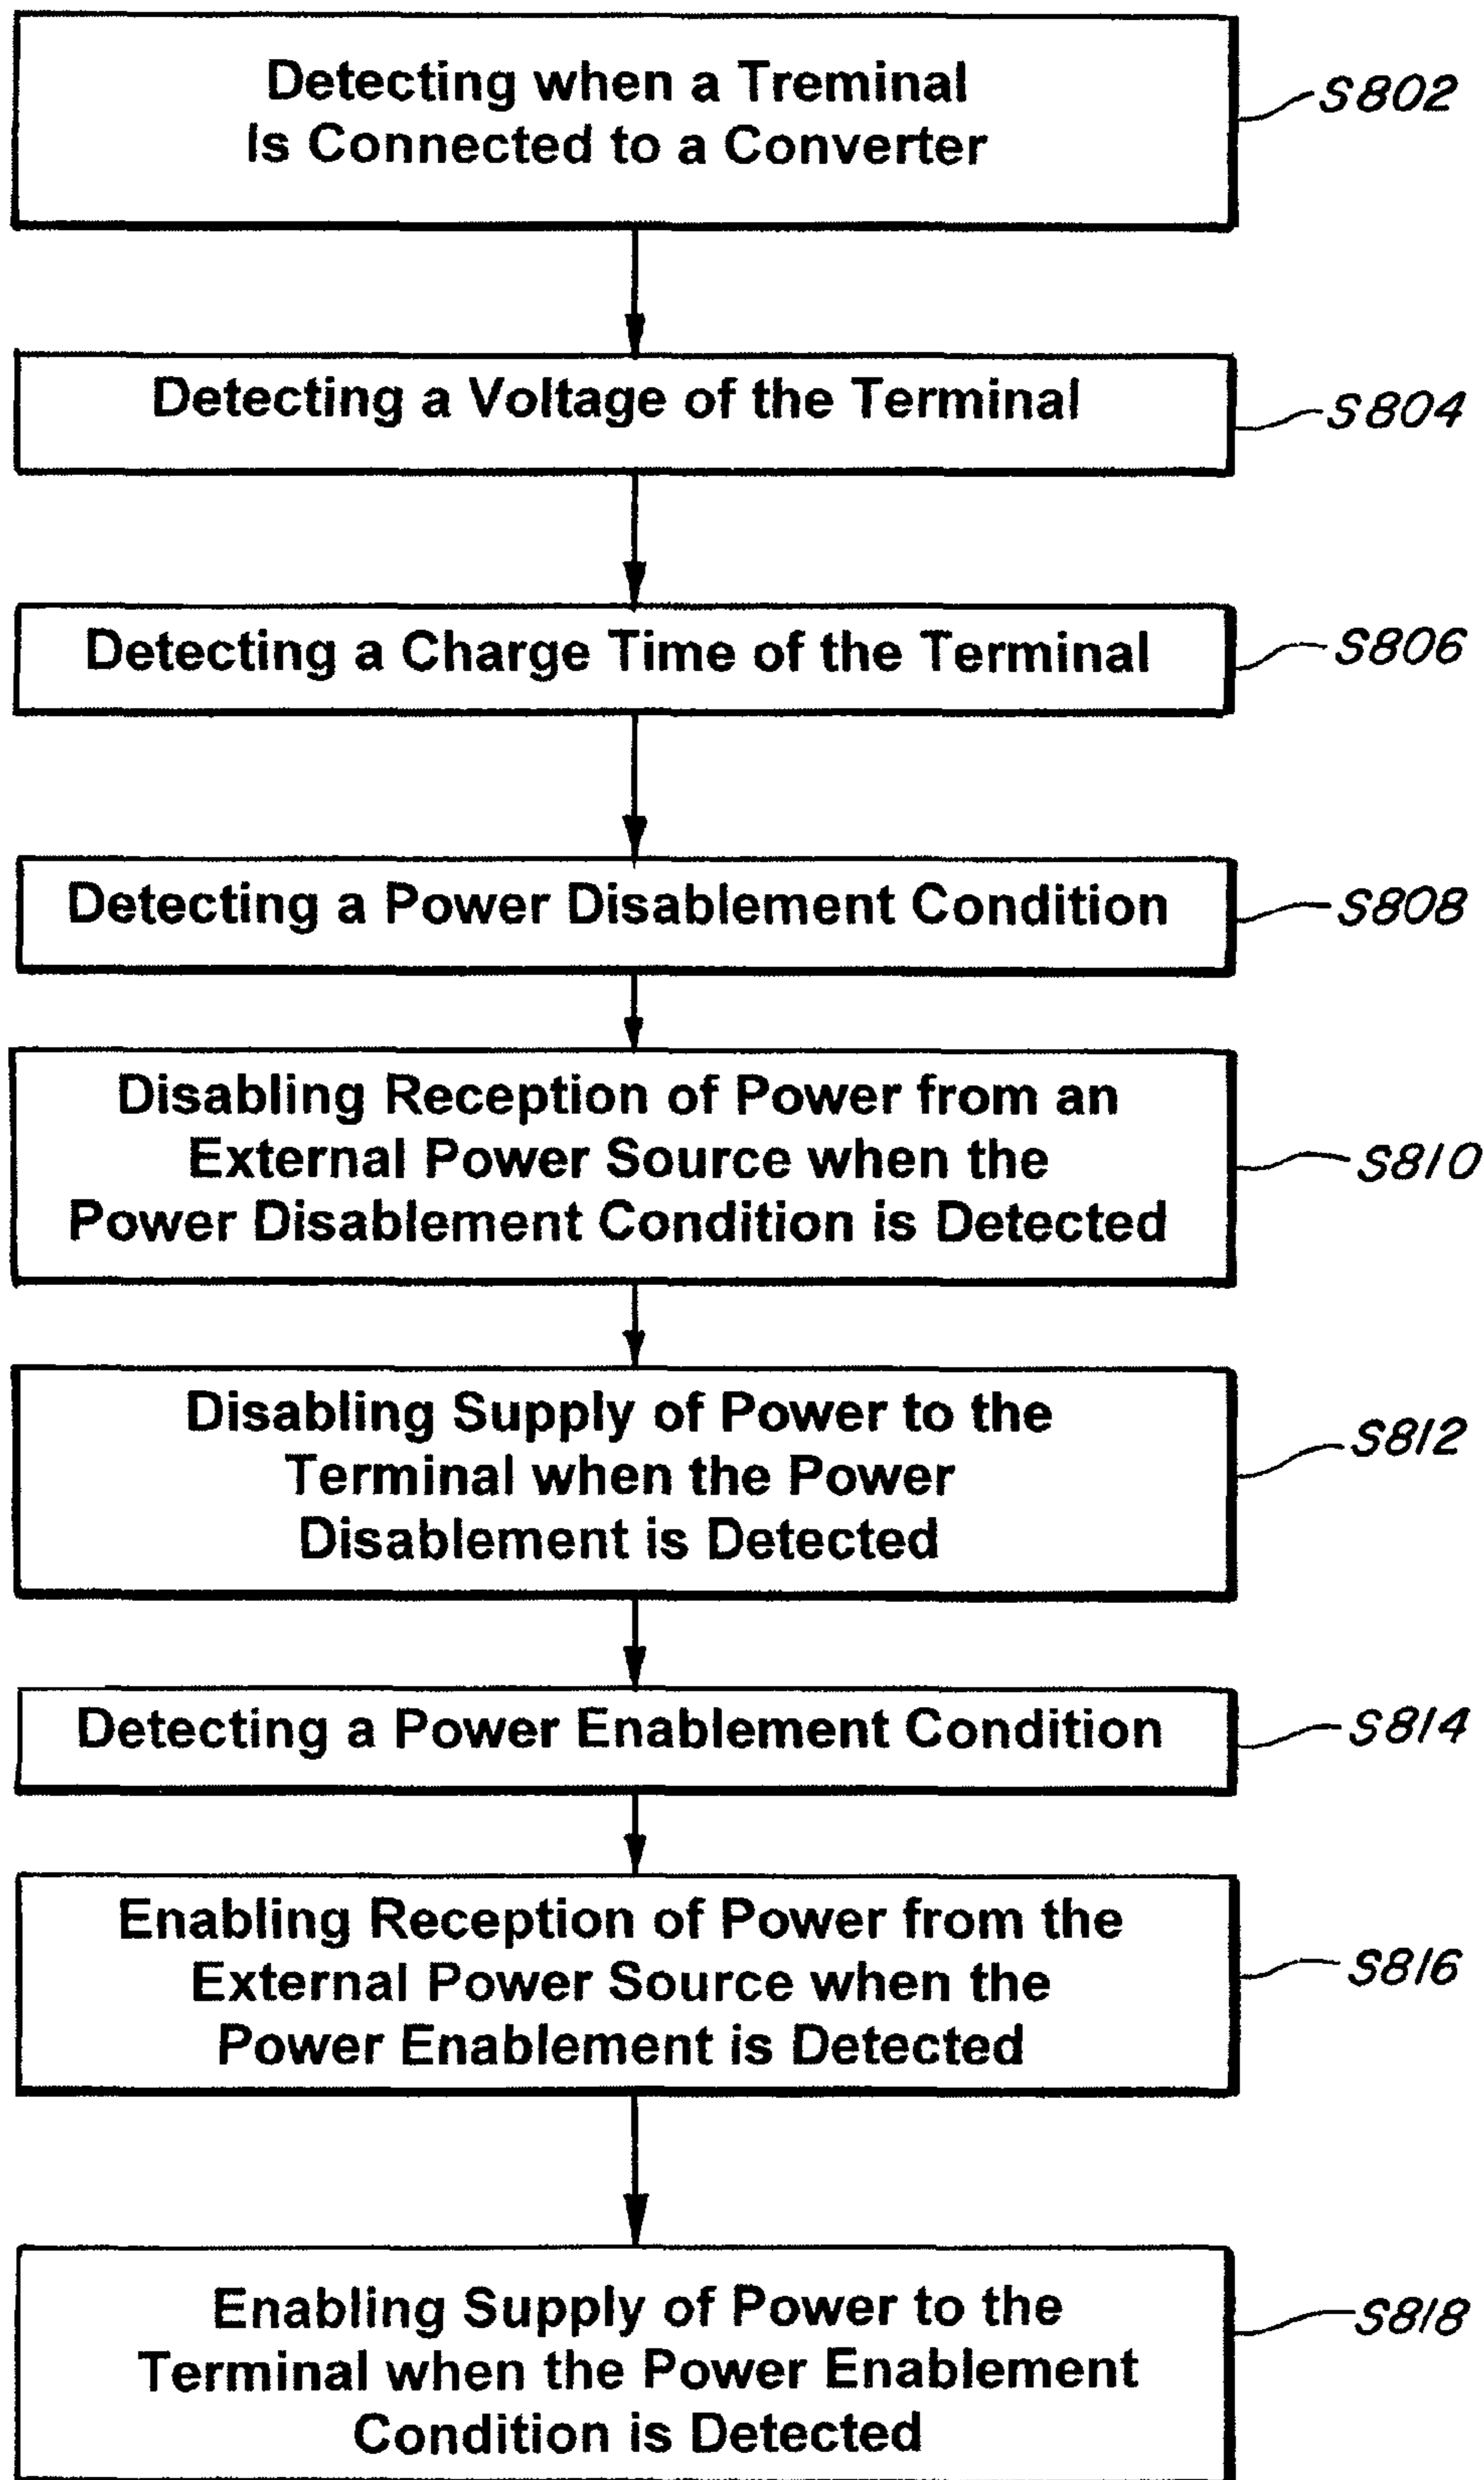 Detecting when a Treminal
Is Connected to a Converter
S802
Detecting a Voltage of the Terminal
S804
Detecting a Charge Time of the Terminal
S806
Detecting a Power Disablement Condition
S808
Disabling Reception of Power from an
External Power Source when the
Power Disablement Condition is Detected
S810
Disabling Supply of Power to the
Terminal when the Power
Disablement is Detected
S812
Detecting a Power Enablement Condition
S814
Enabling Reception of Power from the
External Power Source when the
Power Enablement is Detected
S816
Enabling Supply of Power to the
Terminal when the Power Enablement
Condition is Detected
S818